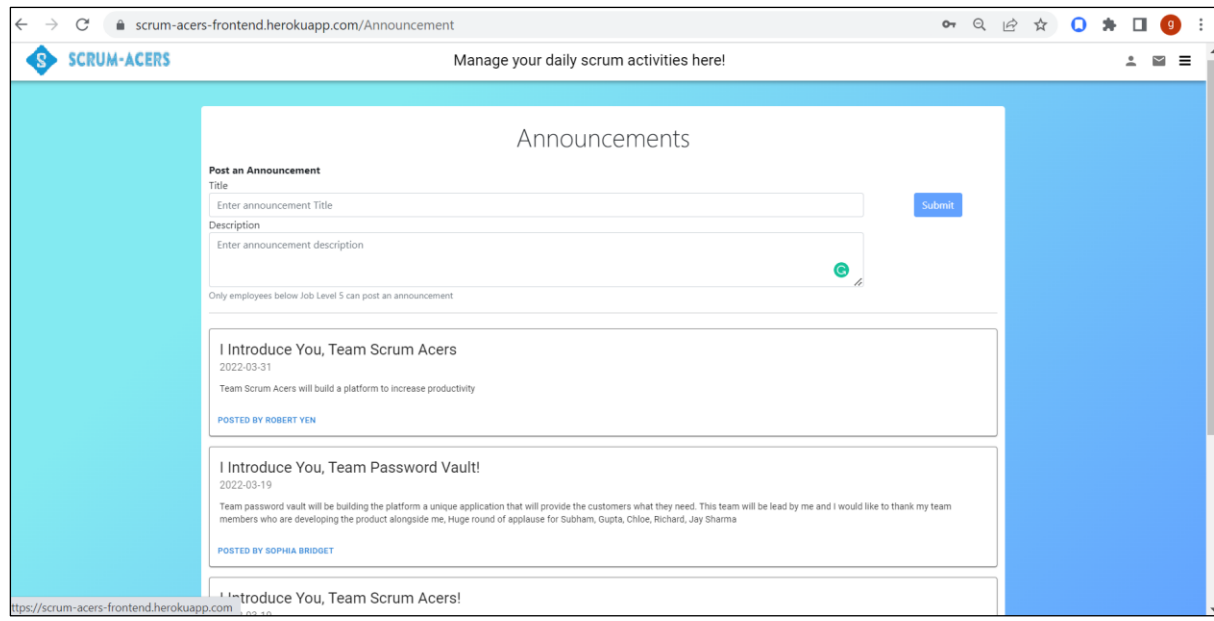 scrum-acers-frontend.herokuapp.com/Announcement
g
S SCRUM-ACERS
Manage your daily scrum activities here!
Announcements
Post an Announcement
Title
Enter announcement Title
Submit
Description
Enter announcement description
Only employees below Job Level 5 can post an announcement
I Introduce You, Team Scrum Acers
2022-03-31
Team Scrum Acers will build a platform to increase productivity
POSTED BY ROBERT YEN
I Introduce You, Team Password Vault!
2022-03-19
Team password vault will be building the platform a unique application that will provide the customers what they need. This team will be lead by me and I would like to thank my team
members who are developing the product alongside me, Huge round of applause for Subham, Gupta, Chloe, Richard, Jay Sharma
POSTED BY SOPHIA BRIDGET
I Introduce You, Team Scrum Acers!
ttps://scrum-acers-frontend.herokuapp.com